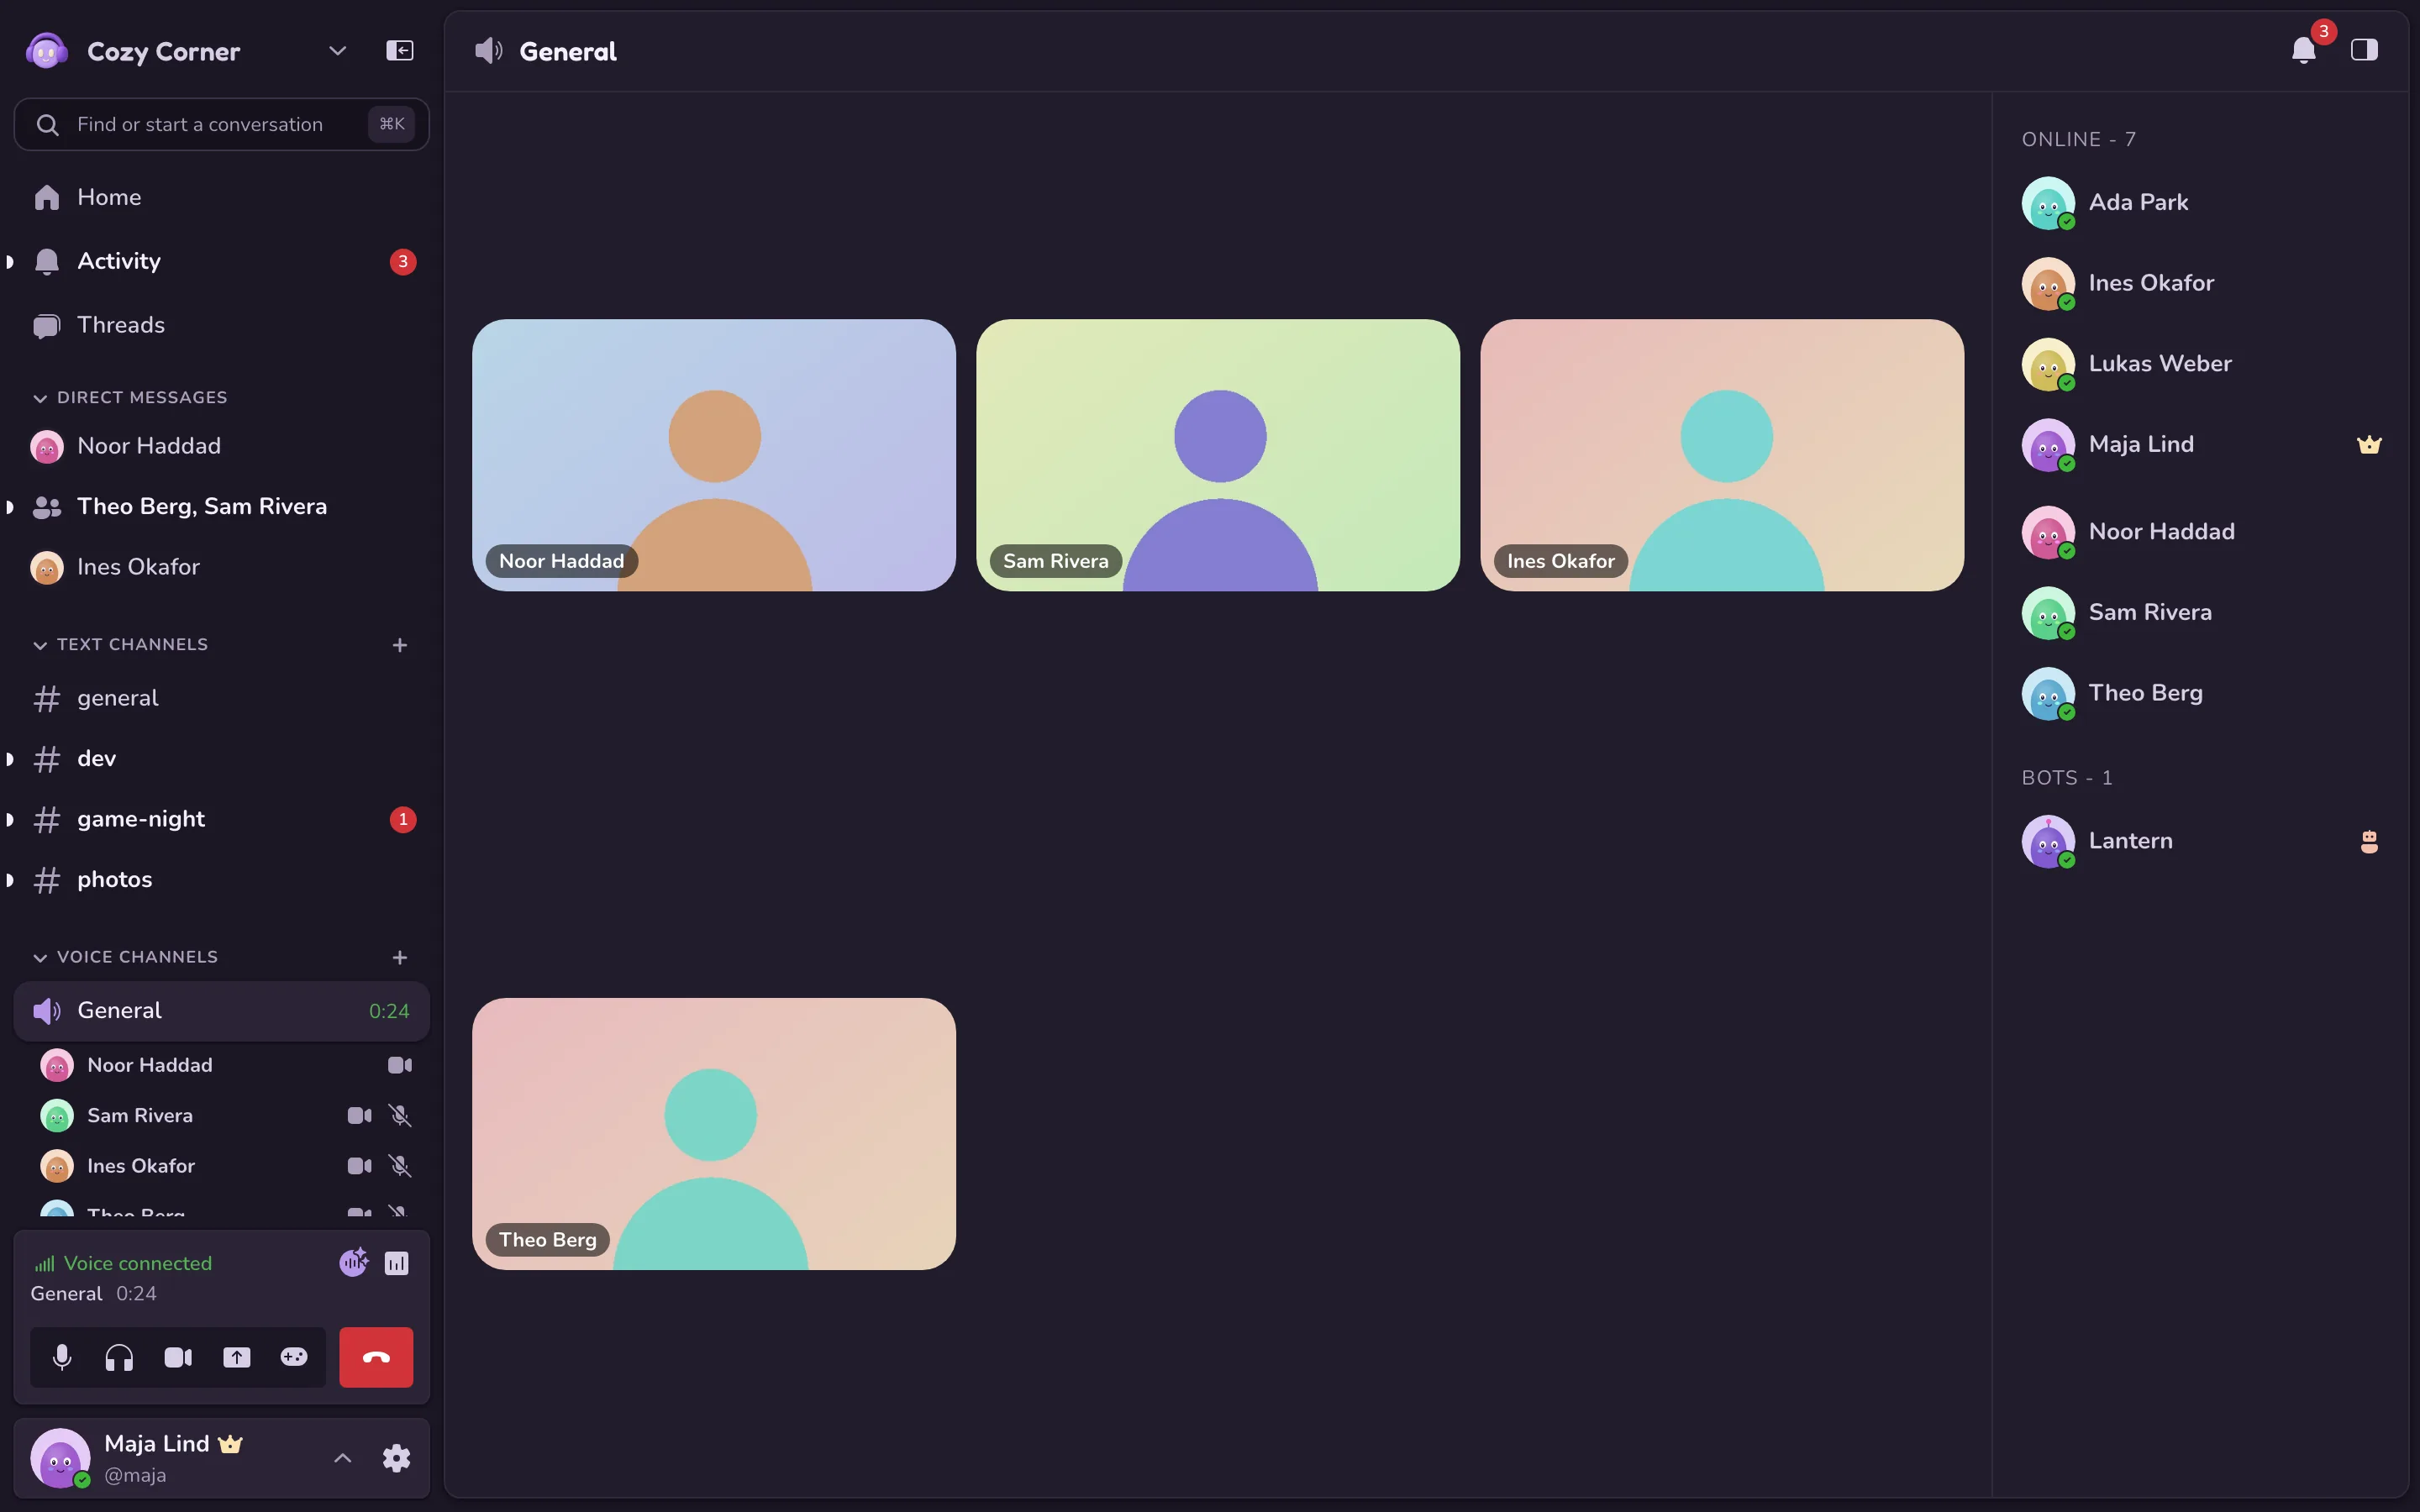 Cozy Corner
Find or start a conversation
⌘K
Home
Activity
3
Threads
DIRECT MESSAGES
Noor Haddad
Theo Berg, Sam Rivera
Ines Okafor
TEXT CHANNELS
general
dev
game-night
1
photos
VOICE CHANNELS
General
0:24
Noor Haddad
Sam Rivera
Ines Okafor
Theo Berg
Voice connected
General 0:24
Maja Lind
@maja
General
3
Noor Haddad
Sam Rivera
Ines Okafor
Theo Berg
ONLINE - 7
Ada Park
Ines Okafor
Lukas Weber
Maja Lind
Noor Haddad
Sam Rivera
Theo Berg
BOTS - 1
Lantern